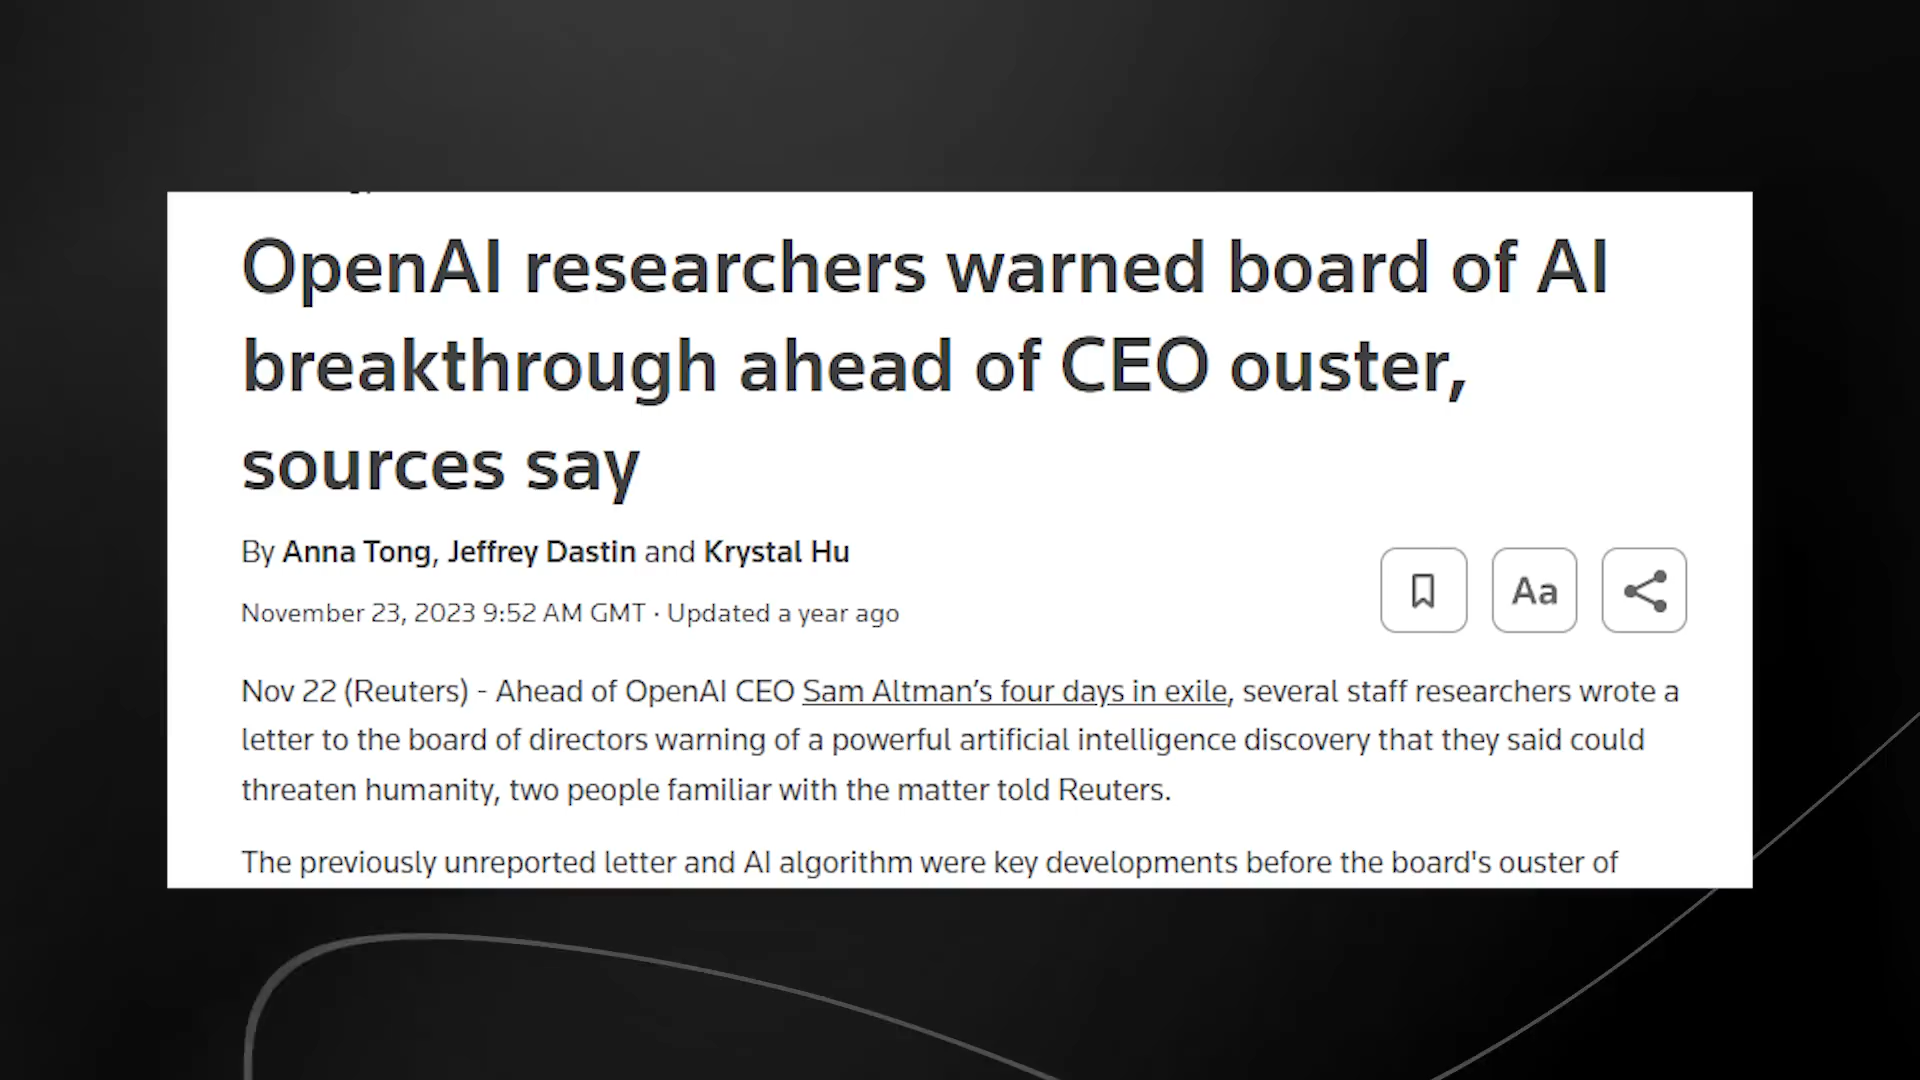 OpenAI researchers warned board of AI
breakthrough ahead of CEO ouster,
sources say
By Anna Tong, Jeffrey Dastin and Krystal Hu
November 23, 2023 9:52 AM GMT · Updated a year ago
Aa
Nov 22 (Reuters) - Ahead of OpenAI CEO Sam Altman’s four days in exile, several staff researchers wrote a
letter to the board of directors warning of a powerful artificial intelligence discovery that they said could
threaten humanity, two people familiar with the matter told Reuters.
The previously unreported letter and AI algorithm were key developments before the board's ouster of